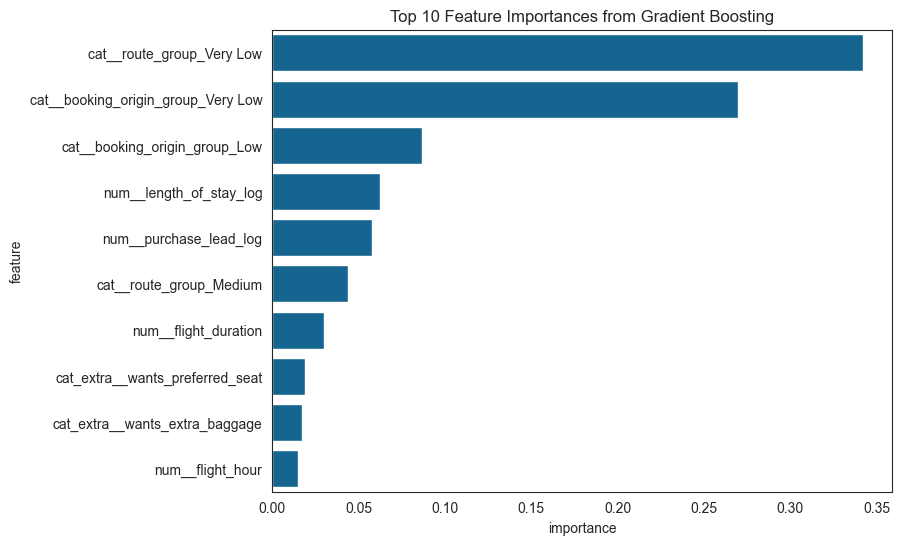 Top 10 Feature Importances from Gradient Boosting
cat__route_group_Very Low
cat__booking_origin_group_Very Low
cat__booking_origin_group_Low
num__length_of_stay_log
num__purchase_lead_log
cat__route_group_Medium
num__flight_duration
cat_extra__wants_preferred_seat
cat_extra__wants_extra_baggage
num__flight_hour
feature
0.00 0.05 0.10 0.15 0.20 0.25 0.30 0.35
importance